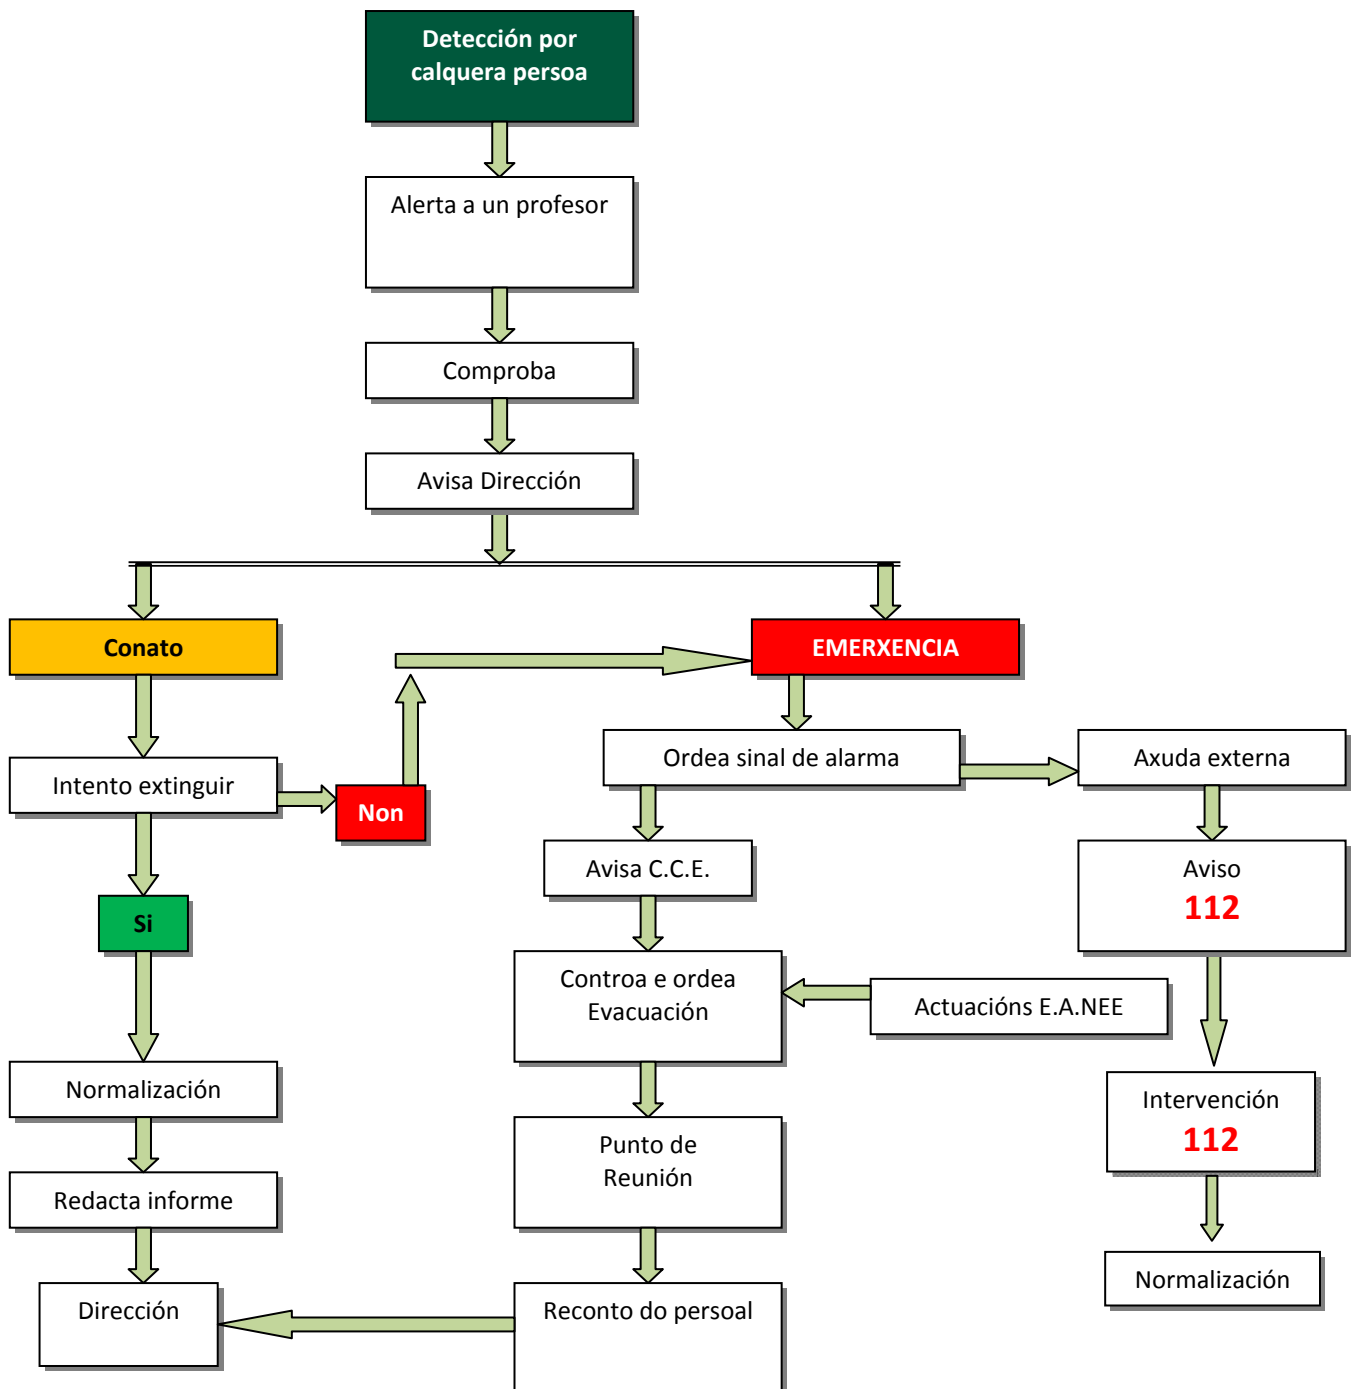 Detección por
calquera persoa
Alerta a un profesor
Comproba
Avisa Dirección
Conato
EMERXENCIA
Intento extinguir
Non
Ordea sinal de alarma
Axuda externa
Avisa C.C.E.
Aviso
112
Si
Controa e ordea
Evacuación
Actuacións E.A.NEE
Normalización
Intervención
112
Punto de
Reunión
Redacta informe
Normalización
Dirección
Reconto do persoal